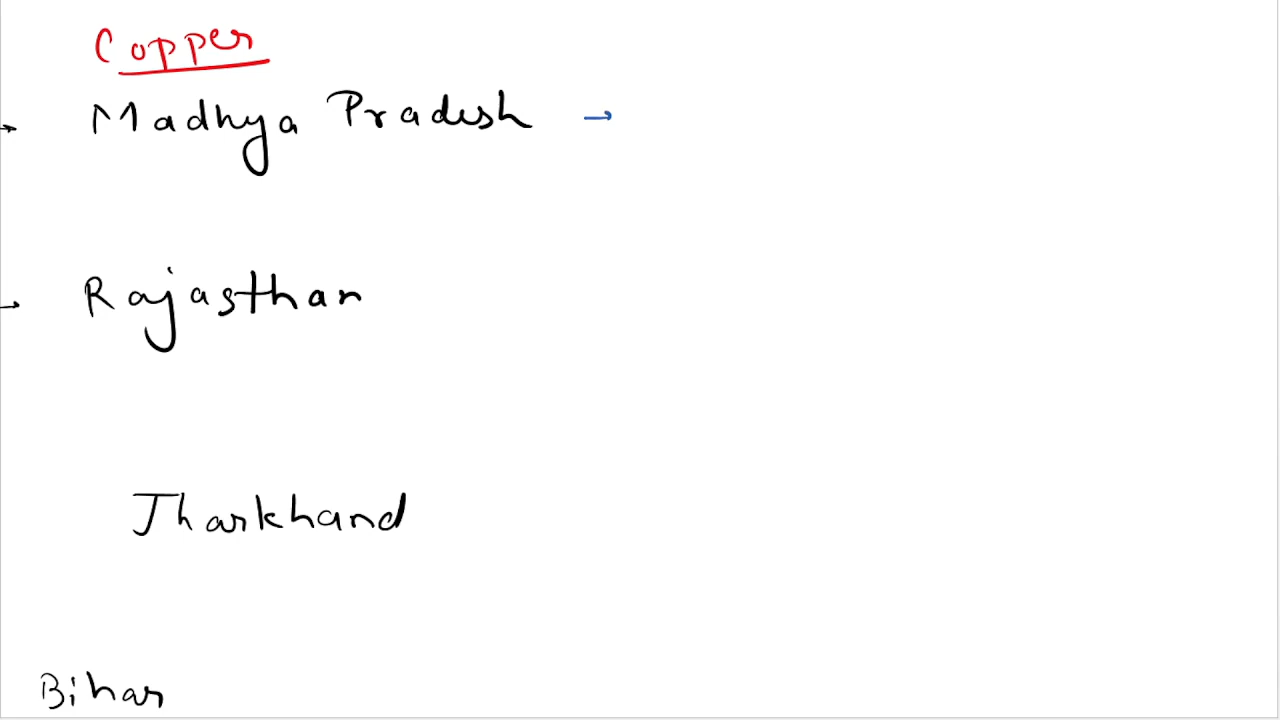 Copper
→ Madhya Pradesh →
→ Rajasthan
Jharkhand
Bihar